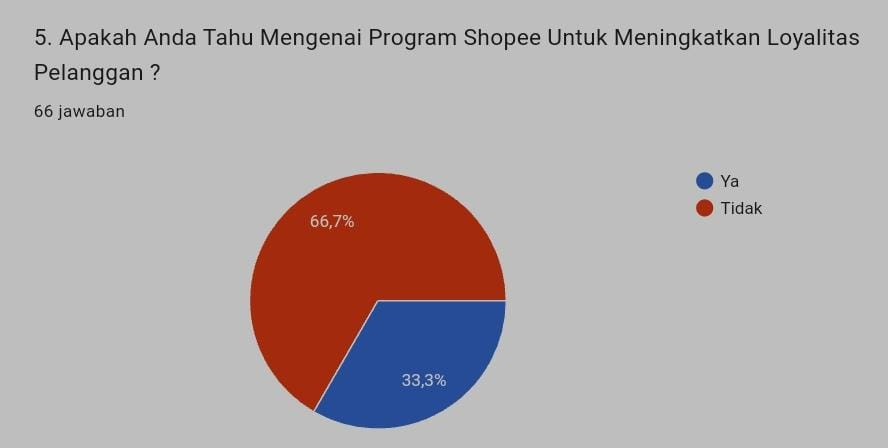 5. Apakah Anda Tahu Mengenai Program Shopee Untuk Meningkatkan Loyalitas
Pelanggan ?
66 jawaban
Ya
Tidak
66,7%
33,3%